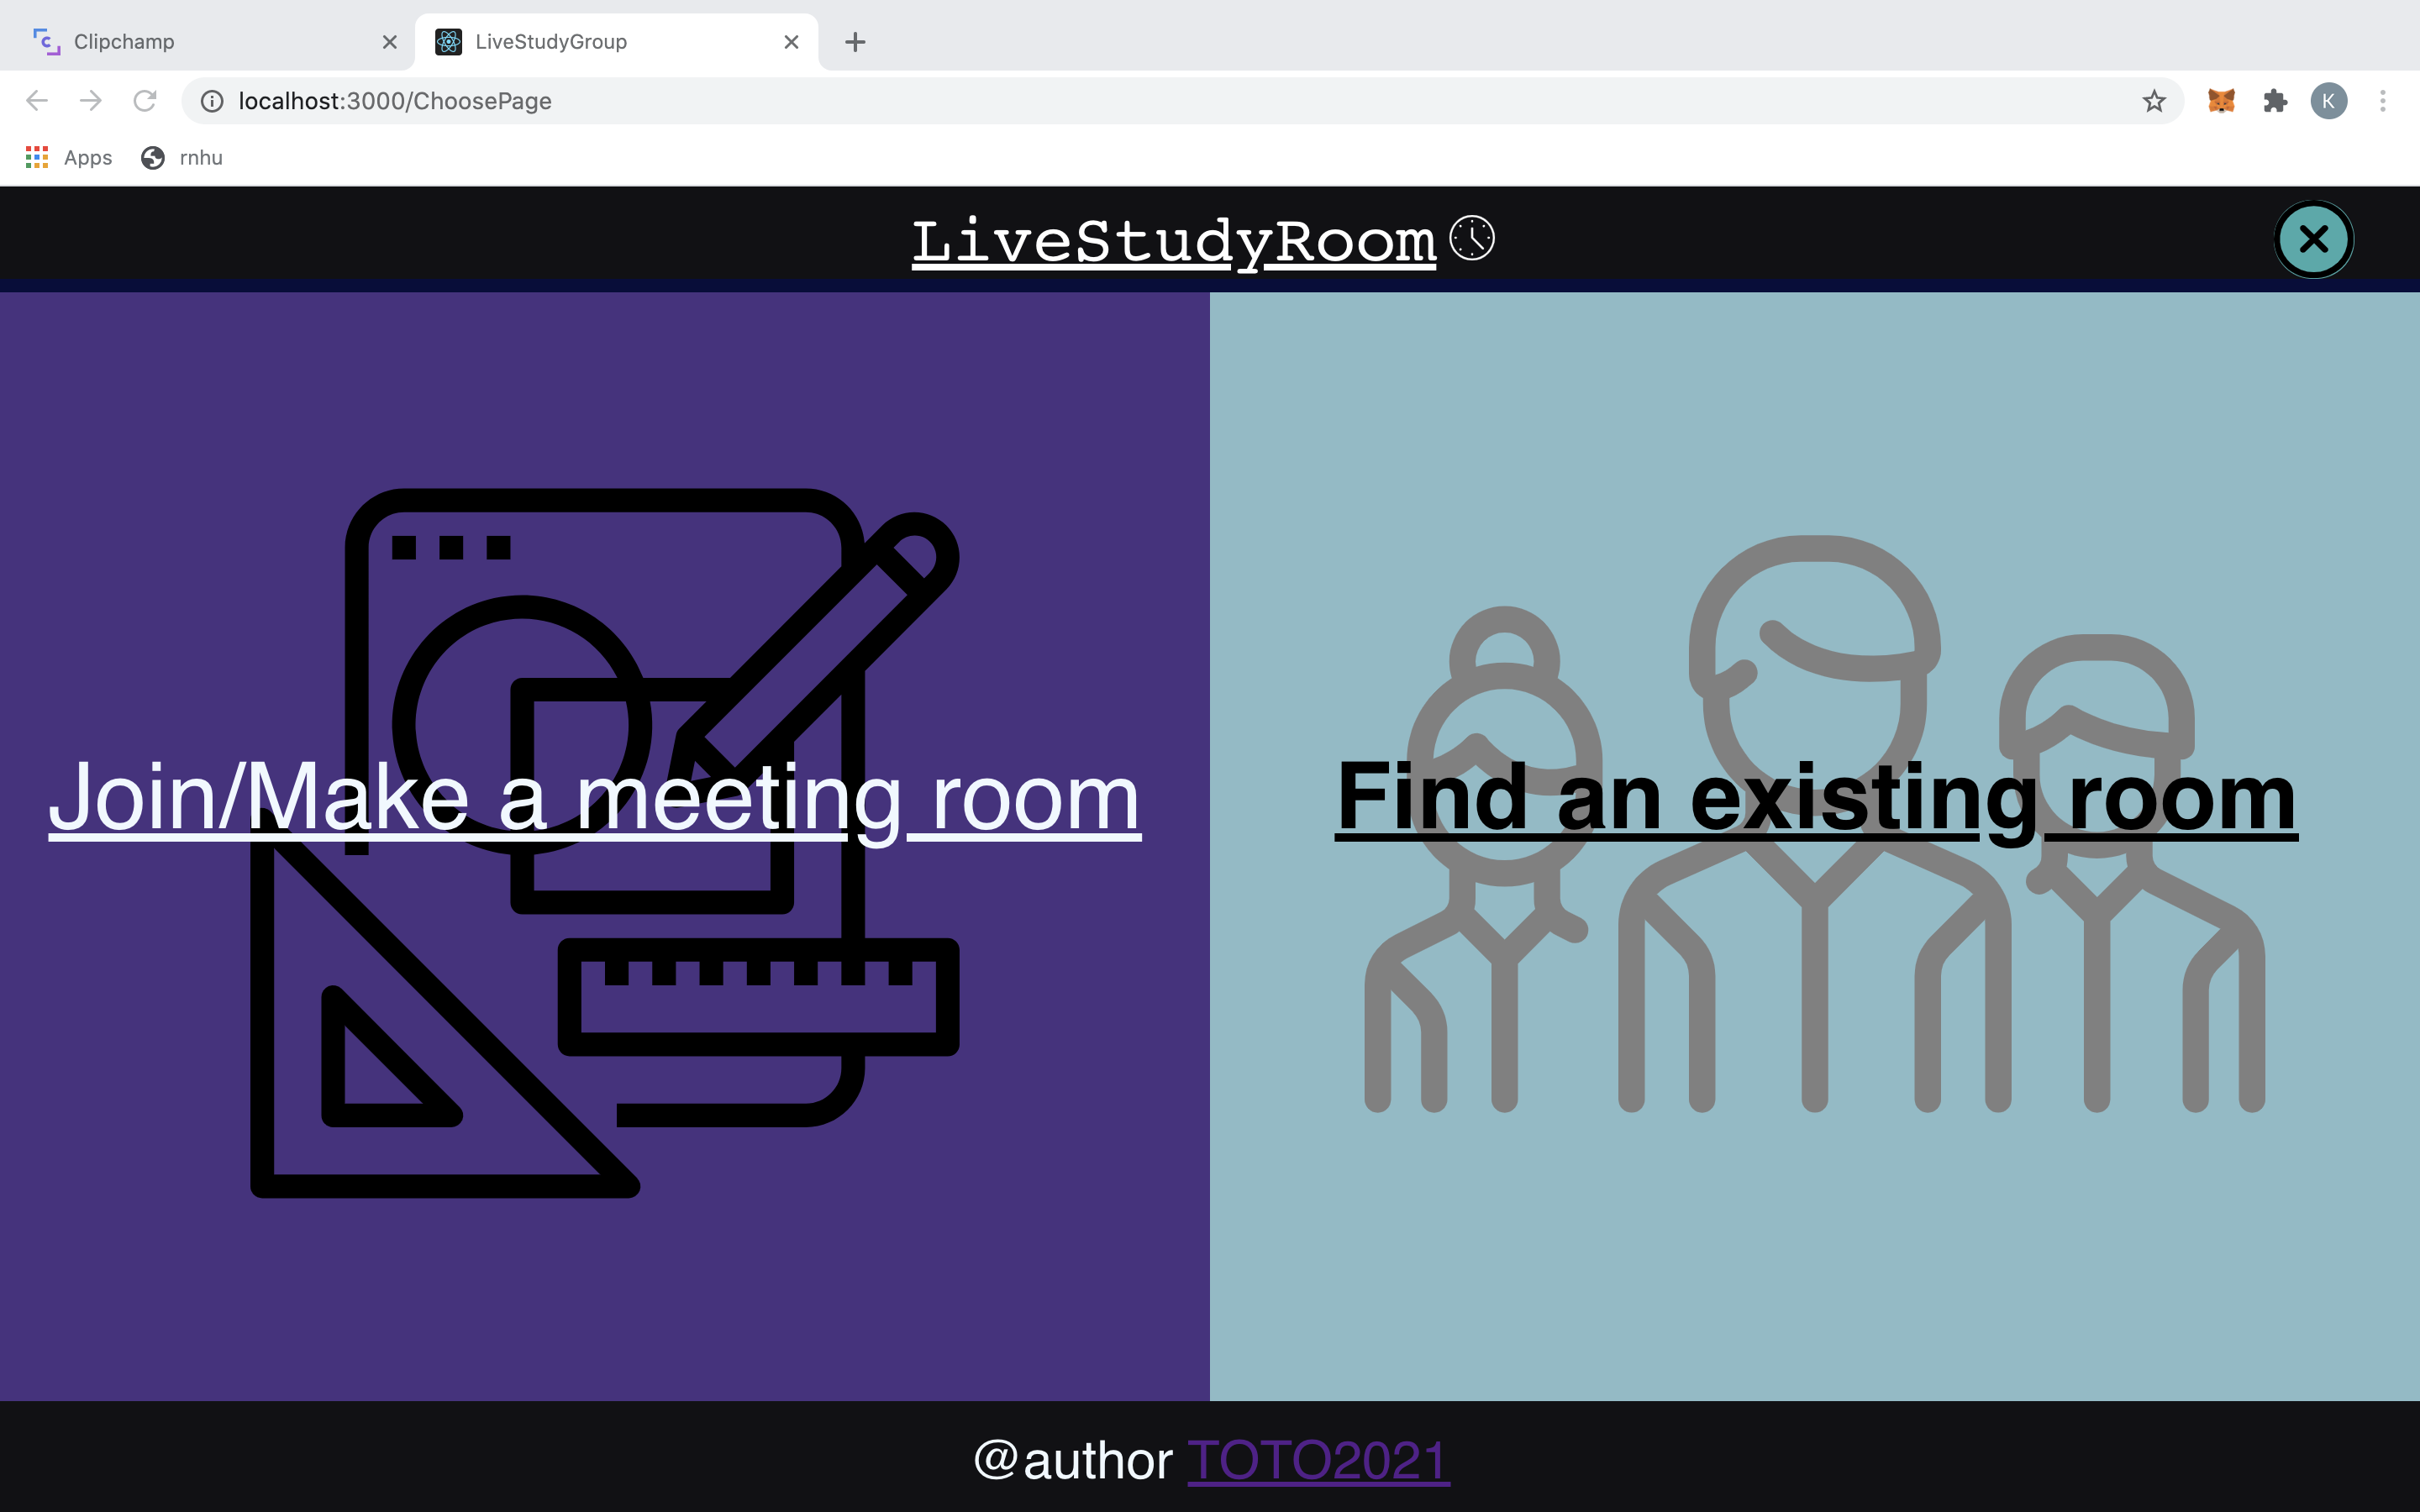 Clipchamp
LiveStudyGroup
localhost:3000/ChoosePage
K
Apps
rnhu
LiveStudyRoom
Join/Make a meeting room
Find an existing room
@author TOTO2021